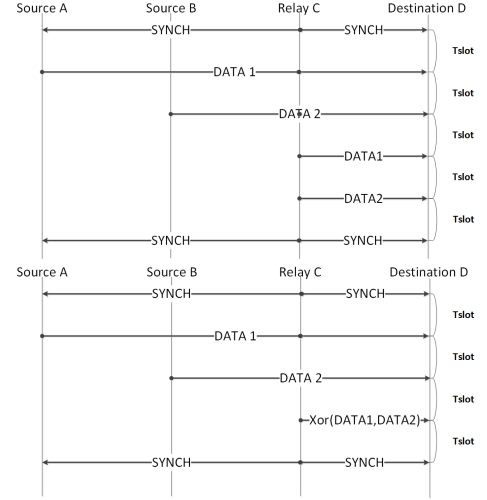 Source A Source B Relay C Destination D
SYNCH SYNCH
Tslot
DATA 1
Tslot
DATA 2
Tslot
DATA1
Tslot
DATA2
Tslot
SYNCH SYNCH
Source A Source B Relay C Destination D
SYNCH SYNCH
Tslot
DATA 1
Tslot
DATA 2
Tslot
Xor(DATA1,DATA2)
Tslot
SYNCH SYNCH